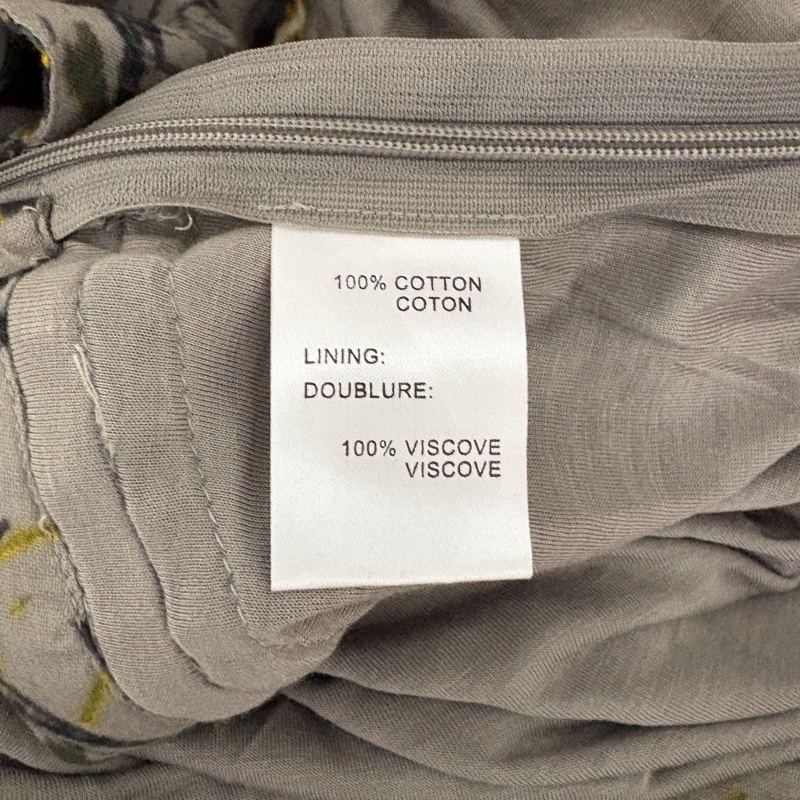 100% COTTON
COTON
LINING:
DOUBLURE:
100% VISCOVE
VISCOVE